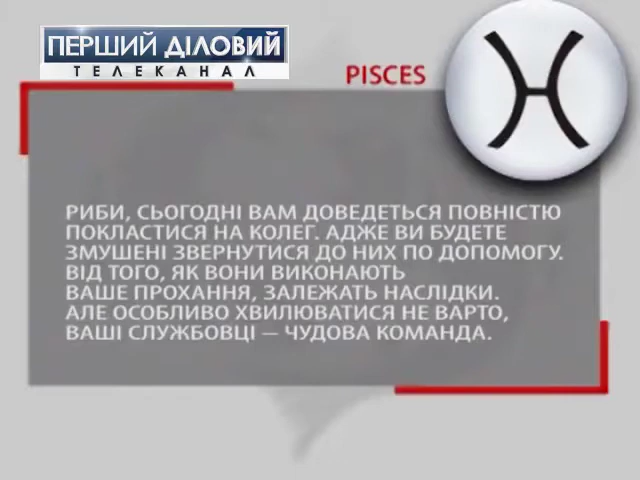 ПЕРШИЙ ДІЛОВИЙ
ТЕЛЕКАНАЛ
PISCES
РИБИ, СЬОГОДНІ ВАМ ДОВЕДЕТЬСЯ ПОВНІСТЮ
ПОКЛАСТИСЯ НА КОЛЕГ. АДЖЕ ВИ БУДЕТЕ
ЗМУШЕНІ ЗВЕРНУТИСЯ ДО НИХ ПО ДОПОМОГУ.
ВІД ТОГО, ЯК ВОНИ ВИКОНАЮТЬ
ВАШЕ ПРОХАННЯ, ЗАЛЕЖАТЬ НАСЛІДКИ.
АЛЕ ОСОБЛИВО ХВИЛЮВАТИСЯ НЕ ВАРТО,
ВАШІ СЛУЖБОВЦІ — ЧУДОВА КОМАНДА.